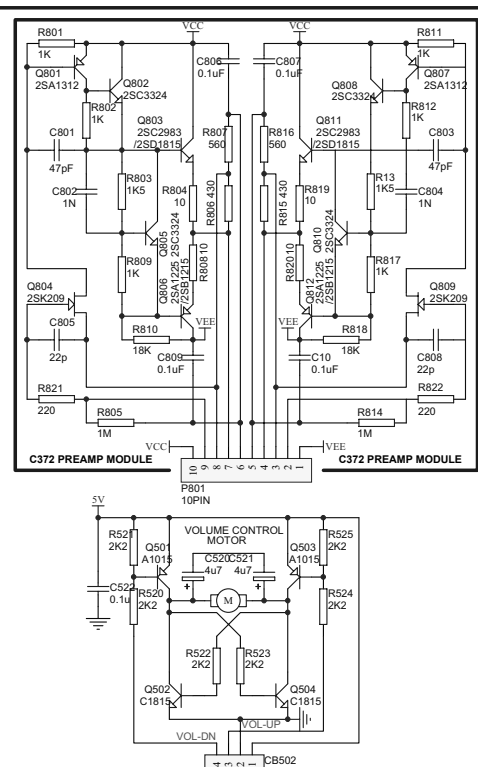 R801
1K
VCC
R811
1K
C806
0.1uF
C807
0.1uF
Q801
2SA1312
Q802
2SC3324
Q808
2SC3324
Q807
2SA1312
R802
1K
R812
1K
Q803
2SC2983
/2SD1815
R807
560
R816
560
Q811
2SC2983
/2SD1815
C801
47pF
C803
47pF
C802
1N
R803
1K5
R804
10
R806 430
R815 430
R819
10
R13
1K5
C804
1N
Q805
2SC3324
Q810
2SC3324
R809
1K
R80810
R82010
R817
1K
Q806
2SA1225
/2SB1215
Q812
2SA1225
/2SB1215
Q804
2SK209
Q809
2SK209
R810
18K
VEE
VEE
R818
18K
C805
22p
C809
0.1uF
C10
0.1uF
C808
22p
R821
220
R822
220
R805
1M
R814
1M
VCC
VEE
C372 PREAMP MODULE
C372 PREAMP MODULE
10 9 8 7 6 5 4 3 2 1
P801
10PIN
5V
R521
2K2
Q501
A1015
VOLUME CONTROL
MOTOR
C520
4u7
C521
4u7
Q503
A1015
R525
2K2
C522
0.1u
R520
2K2
M
R524
2K2
R522
2K2
R523
2K2
Q502
C1815
Q504
C1815
VOL-UP
VOL-DN
4 3 2 1
CB502